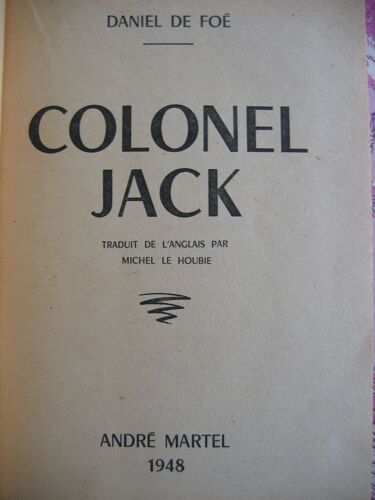 DANIEL DE FOË
COLONEL
JACK
TRADUIT DE L'ANGLAIS PAR
MICHEL LE HOUBIE
ANDRÉ MARTEL
1948